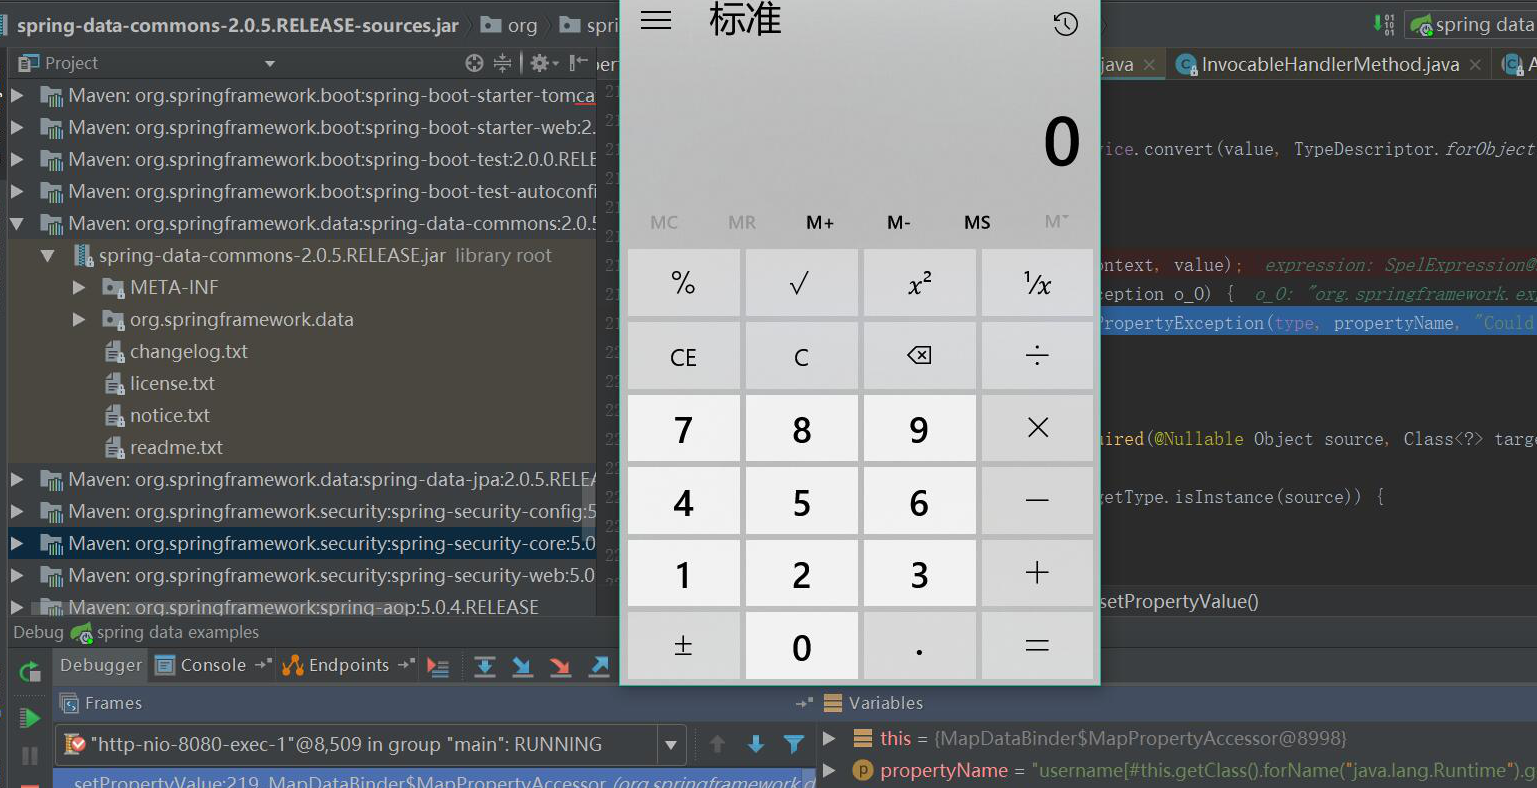 spring-data-commons-2.0.5.RELEASE-sources.jar
org
标准
spring data
Project
java
InvocableHandlerMethod.java
Maven: org.springframework.boot:spring-boot-starter-tomca
Maven: org.springframework.boot:spring-boot-starter-web:2.
Maven: org.springframework.boot:spring-boot-test:2.0.0.RELE
Maven: org.springframework.boot:spring-boot-test-autoconfi
Maven: org.springframework.data:spring-data-commons:2.0.5
spring-data-commons-2.0.5.RELEASE.jar library root
META-INF
org.springframework.data
changelog.txt
license.txt
notice.txt
readme.txt
Maven: org.springframework.data:spring-data-jpa:2.0.5.RELEA
Maven: org.springframework.security:spring-security-config:5
Maven: org.springframework.security:spring-security-core:5.0
Maven: org.springframework.security:spring-security-web:5.0
Maven: org.springframework:spring-aop:5.0.4.RELEASE
0
MC MR M+ M- MS M˅
% √ x² ¹/x
CE C ⌫ ÷
7 8 9 ×
4 5 6 −
1 2 3 +
± 0 . =
ice.convert(value, TypeDescriptor.forObject
ntext, value); expression: SpelExpression@
ception o_O) { o_O: "org.springframework.exp
PropertyException(type, propertyName, "Could
uired(@Nullable Object source, Class<?> targe
getType.isInstance(source)) {
setPropertyValue()
Debug spring data examples
Debugger Console Endpoints
Frames
Variables
"http-nio-8080-exec-1"@8,509 in group "main": RUNNING
this = {MapDataBinder$MapPropertyAccessor@8998}
setPropertyValue:219, MapDataBinder$MapPropertyAccessor (org.springframework.d
propertyName = "username[#this.getClass().forName("java.lang.Runtime").g